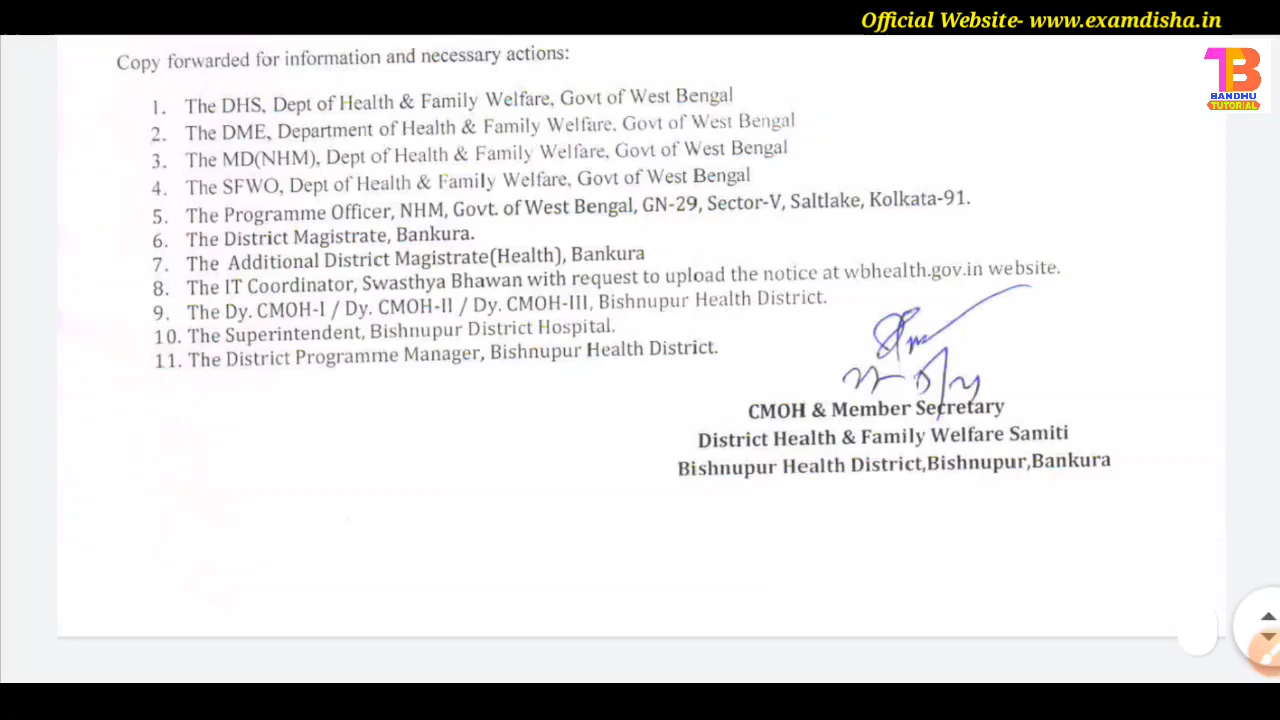 Official Website- www.examdisha.in
TB
BANDHU
TUTORIAL
Copy forwarded for information and necessary actions:
1. The DHS, Dept of Health & Family Welfare, Govt of West Bengal
2. The DME, Department of Health & Family Welfare, Govt of West Bengal
3. The MD(NHM), Dept of Health & Family Welfare, Govt of West Bengal
4. The SFWO, Dept of Health & Family Welfare, Govt of West Bengal
5. The Programme Officer, NHM, Govt. of West Bengal, GN-29, Sector-V, Saltlake, Kolkata-91.
6. The District Magistrate, Bankura.
7. The Additional District Magistrate(Health), Bankura
8. The IT Coordinator, Swasthya Bhawan with request to upload the notice at wbhealth.gov.in website.
9. The Dy. CMOH-I / Dy. CMOH-II / Dy. CMOH-III, Bishnupur Health District.
10. The Superintendent, Bishnupur District Hospital.
11. The District Programme Manager, Bishnupur Health District.
CMOH & Member Secretary
District Health & Family Welfare Samiti
Bishnupur Health District,Bishnupur,Bankura